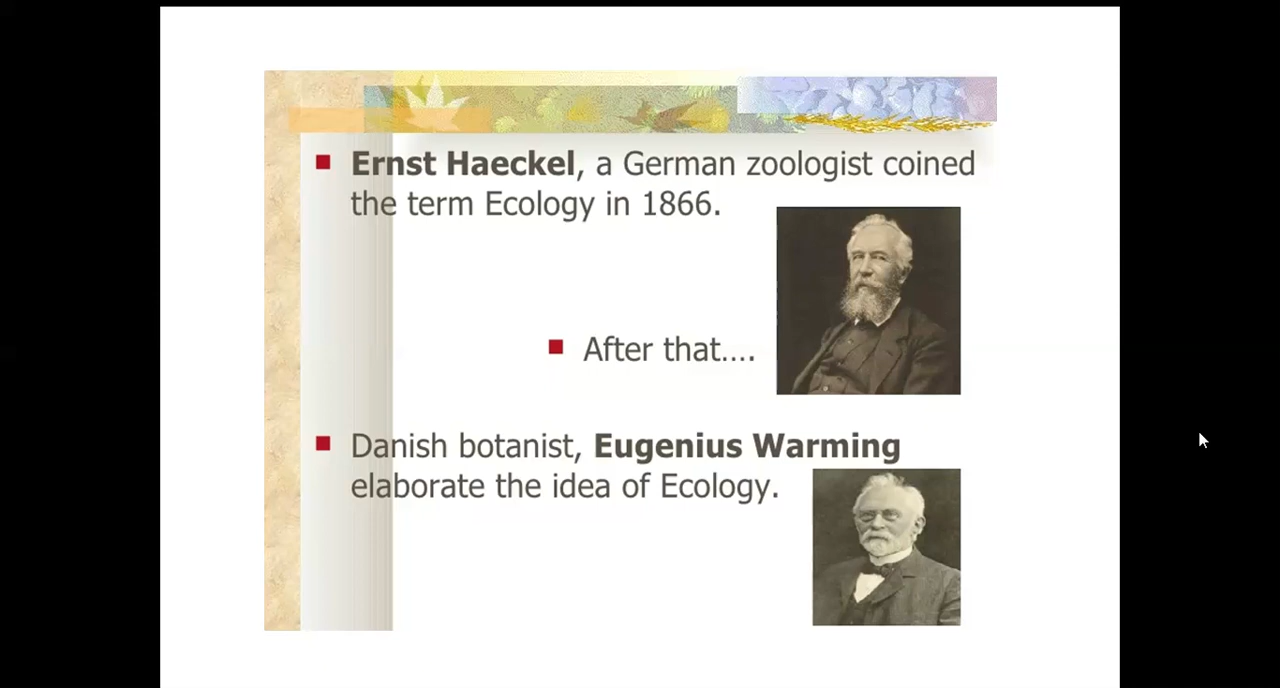 Ernst Haeckel, a German zoologist coined
the term Ecology in 1866.
After that....
Danish botanist, Eugenius Warming
elaborate the idea of Ecology.